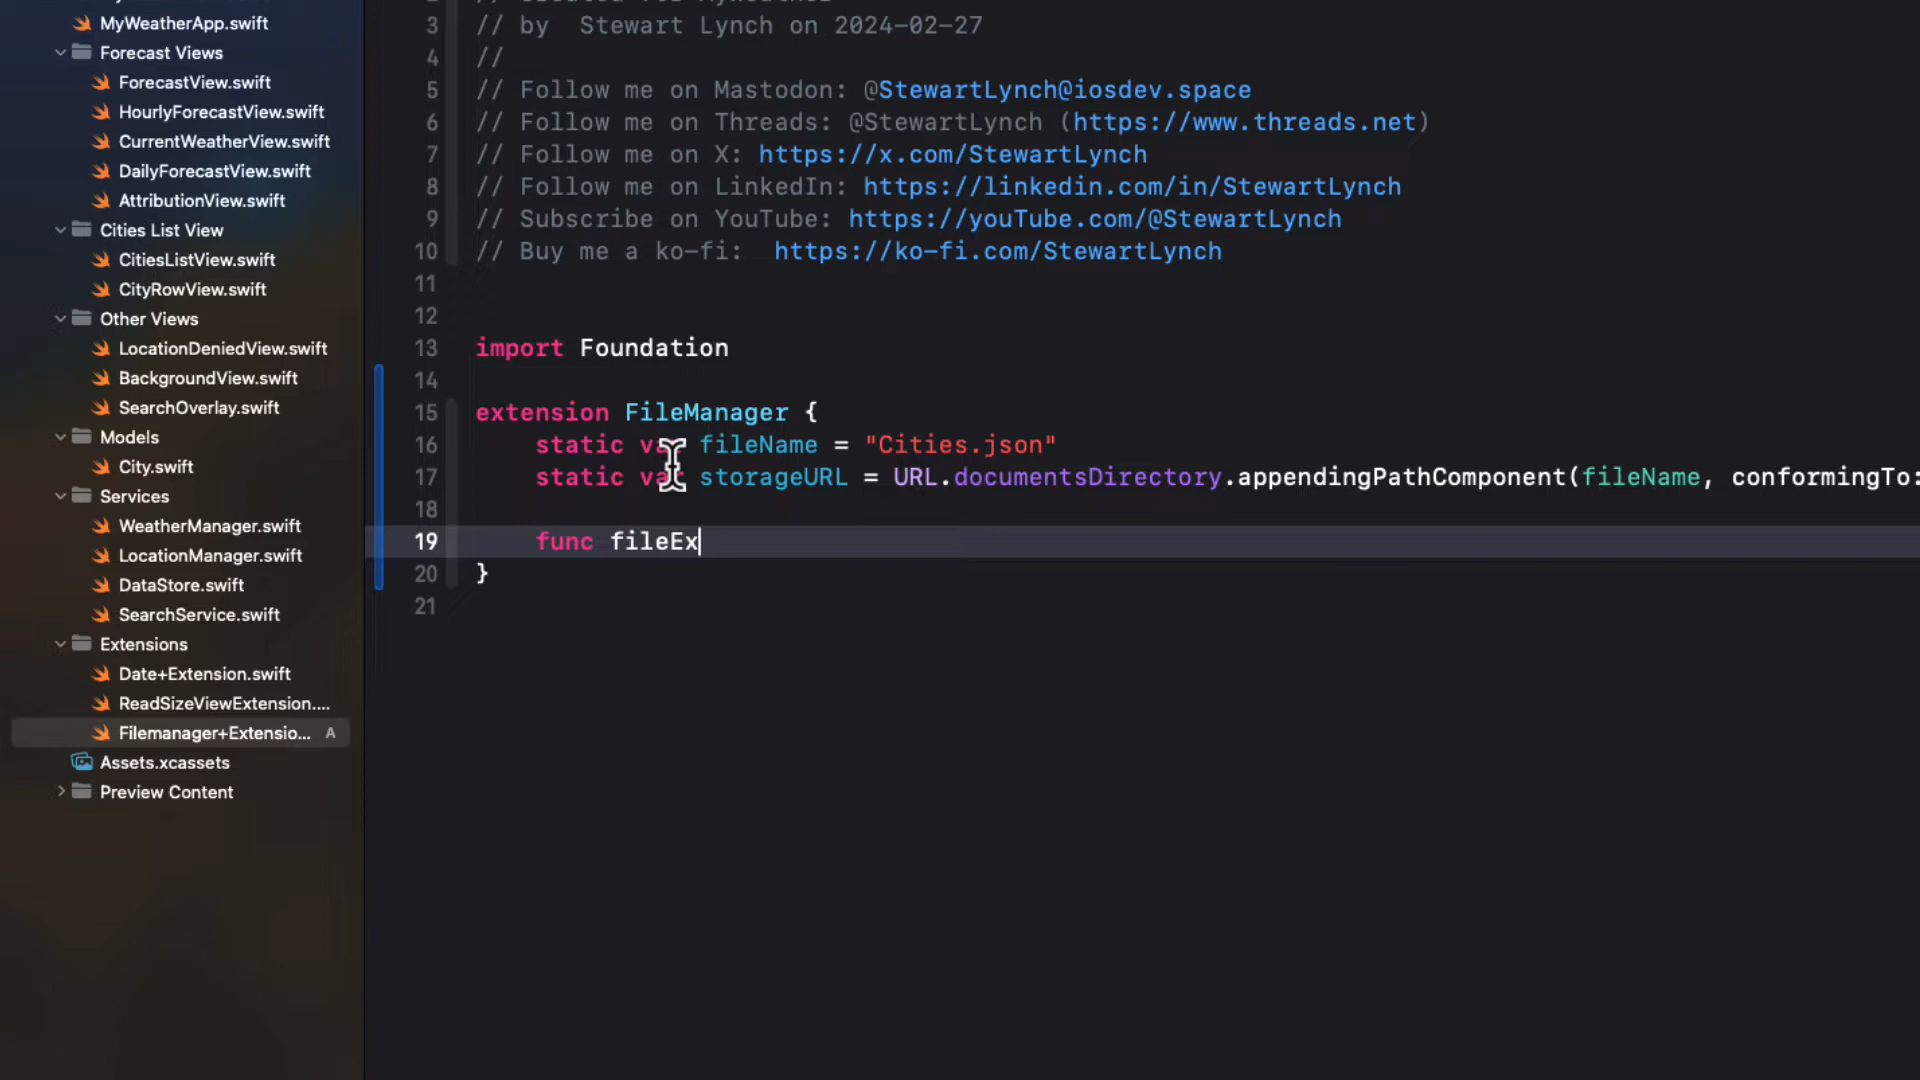 MyWeatherApp.swift
Forecast Views
ForecastView.swift
HourlyForecastView.swift
CurrentWeatherView.swift
DailyForecastView.swift
AttributionView.swift
Cities List View
CitiesListView.swift
CityRowView.swift
Other Views
LocationDeniedView.swift
BackgroundView.swift
SearchOverlay.swift
Models
City.swift
Services
WeatherManager.swift
LocationManager.swift
DataStore.swift
SearchService.swift
Extensions
Date+Extension.swift
ReadSizeViewExtension....
Filemanager+Extensio... A
Assets.xcassets
Preview Content
3 // by  Stewart Lynch on 2024-02-27
4 //
5 // Follow me on Mastodon: @StewartLynch@iosdev.space
6 // Follow me on Threads: @StewartLynch (https://www.threads.net)
7 // Follow me on X: https://x.com/StewartLynch
8 // Follow me on LinkedIn: https://linkedin.com/in/StewartLynch
9 // Subscribe on YouTube: https://youTube.com/@StewartLynch
10 // Buy me a ko-fi:  https://ko-fi.com/StewartLynch
11
12
13 import Foundation
14
15 extension FileManager {
16 static var fileName = "Cities.json"
17 static var storageURL = URL.documentsDirectory.appendingPathComponent(fileName, conformingTo:
18
19 func fileEx
20 }
21